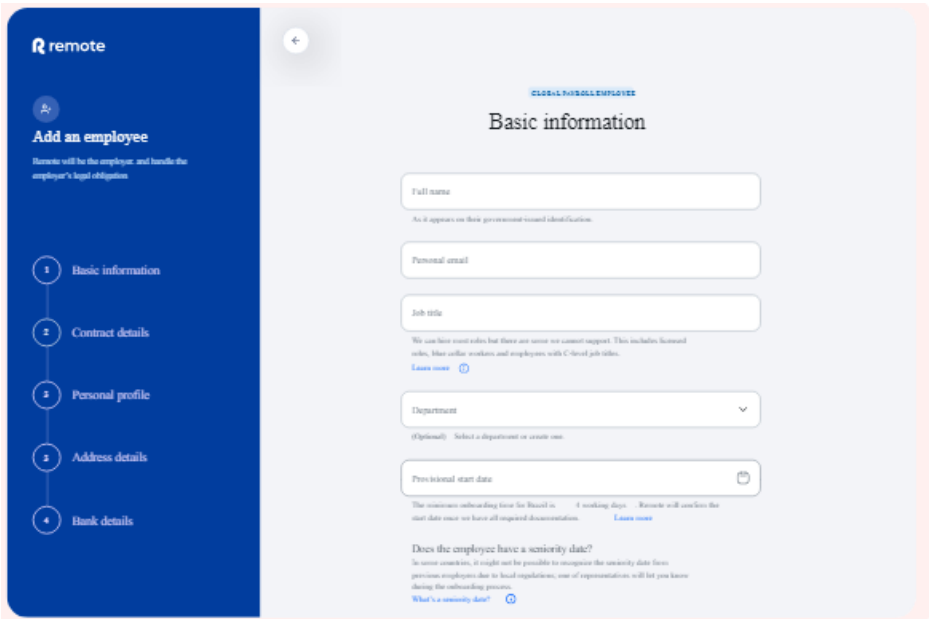 remote
Add an employee
Remote will be the employer, and handle the
employer's legal obligation
1 Basic information
2 Contract details
3 Personal profile
3 Address details
4 Bank details
GLOBAL PAYROLL EMPLOYEE
Basic information
Full name
As it appears on their government-issued identification.
Personal email
Job title
We can hire most roles but there are some we cannot support. This includes licensed
roles, blue collar workers and employees with C-level job titles.
Learn more
Department
(Optional) Select a department or create one
Provisional start date
The minimum onboarding time for Brazil is 4 working days . Remote will confirm the
start date once we have all required documentation. Learn more
Does the employee have a seniority date?
In some countries, it might not be possible to recognize the seniority date from
previous employers due to local regulations, one of representatives will let you know
during the onboarding process.
What's a seniority date?